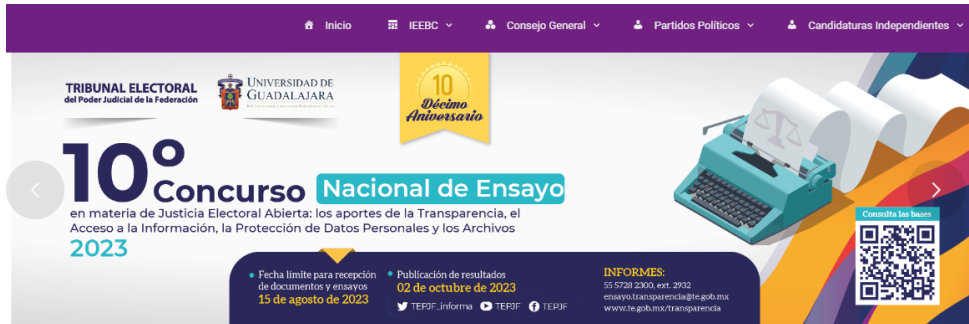 Inicio
IEEBC
Consejo General
Partidos Políticos
Candidaturas Independientes
TRIBUNAL ELECTORAL
del Poder Judicial de la Federación
UNIVERSIDAD DE
GUADALAJARA
10
Décimo
Aniversario
10º
Concurso Nacional de Ensayo
en materia de Justicia Electoral Abierta: los aportes de la Transparencia, el
Acceso a la Información, la Protección de Datos Personales y los Archivos
2023
Fecha límite para recepción
de documentos y ensayos
15 de agosto de 2023
Publicación de resultados
02 de octubre de 2023
TEPJF_informa TEPJF TEPJF
INFORMES:
55 5728 2300, ext. 2932
ensayo.transparencia@te.gob.mx
www.te.gob.mx/transparencia
Consulta las bases